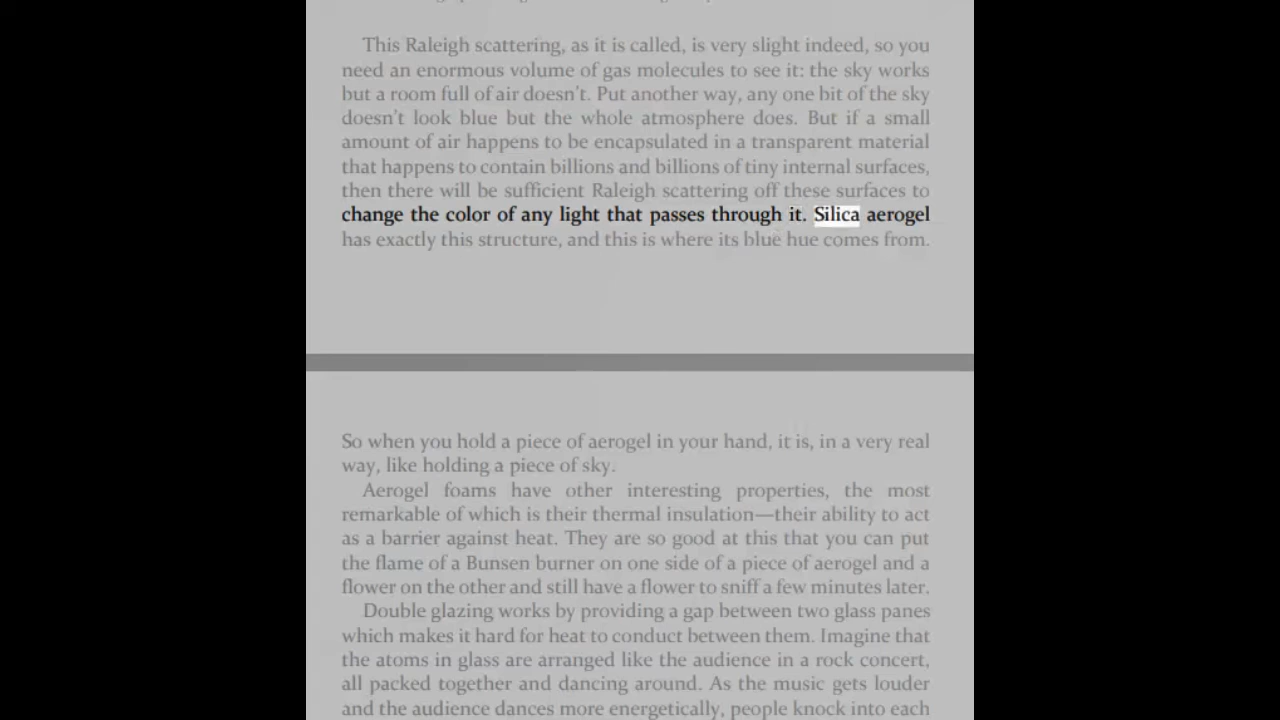 This Raleigh scattering, as it is called, is very slight indeed, so you
need an enormous volume of gas molecules to see it: the sky works
but a room full of air doesn't. Put another way, any one bit of the sky
doesn't look blue but the whole atmosphere does. But if a small
amount of air happens to be encapsulated in a transparent material
that happens to contain billions and billions of tiny internal surfaces,
then there will be sufficient Raleigh scattering off these surfaces to
change the color of any light that passes through it. Silica aerogel
has exactly this structure, and this is where its blue hue comes from.
So when you hold a piece of aerogel in your hand, it is, in a very real
way, like holding a piece of sky.
Aerogel foams have other interesting properties, the most
remarkable of which is their thermal insulation—their ability to act
as a barrier against heat. They are so good at this that you can put
the flame of a Bunsen burner on one side of a piece of aerogel and a
flower on the other and still have a flower to sniff a few minutes later.
Double glazing works by providing a gap between two glass panes
which makes it hard for heat to conduct between them. Imagine that
the atoms in glass are arranged like the audience in a rock concert,
all packed together and dancing around. As the music gets louder
and the audience dances more energetically, people knock into each